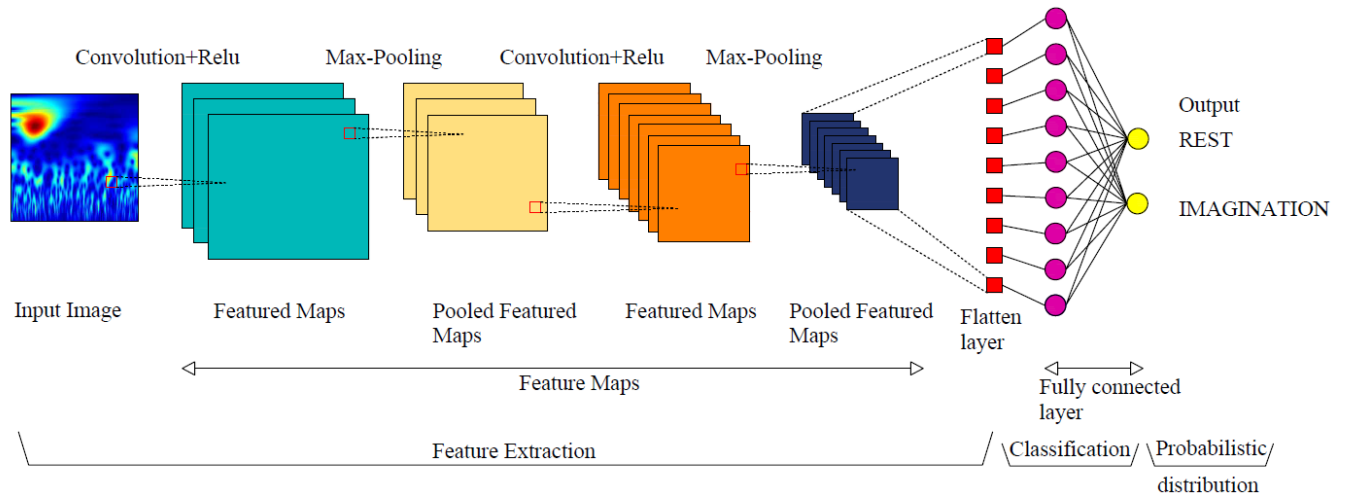 Convolution+Relu
Max-Pooling
Convolution+Relu
Max-Pooling
Output
REST
IMAGINATION
Input Image
Featured Maps
Pooled Featured
Maps
Featured Maps
Pooled Featured
Maps
Flatten
layer
Feature Maps
Fully connected
layer
Feature Extraction
Classification
Probabilistic
distribution